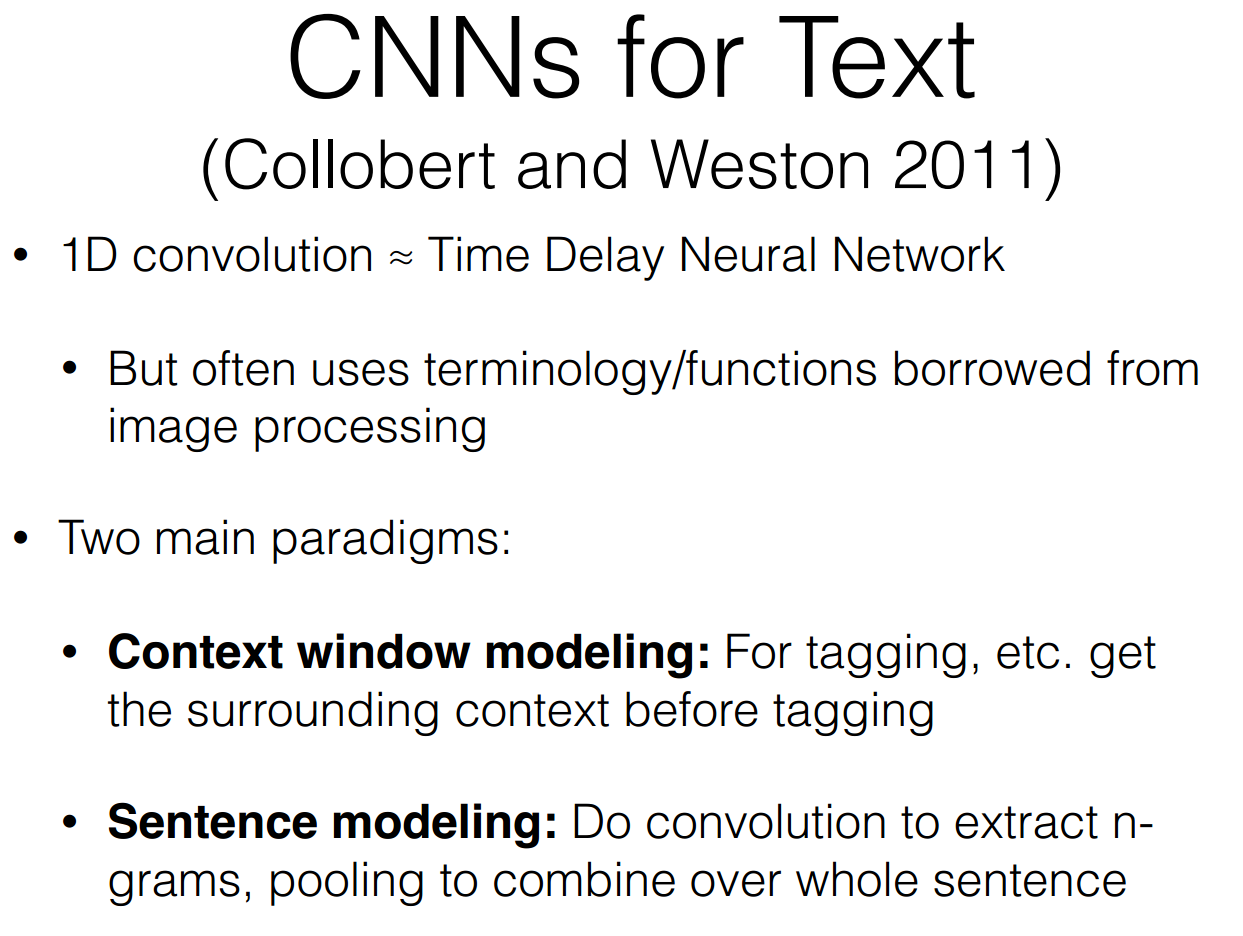 CNNs for Text
(Collobert and Weston 2011)
• 1D convolution ≈ Time Delay Neural Network
• But often uses terminology/functions borrowed from
image processing
• Two main paradigms:
• Context window modeling: For tagging, etc. get
the surrounding context before tagging
• Sentence modeling: Do convolution to extract n-
grams, pooling to combine over whole sentence